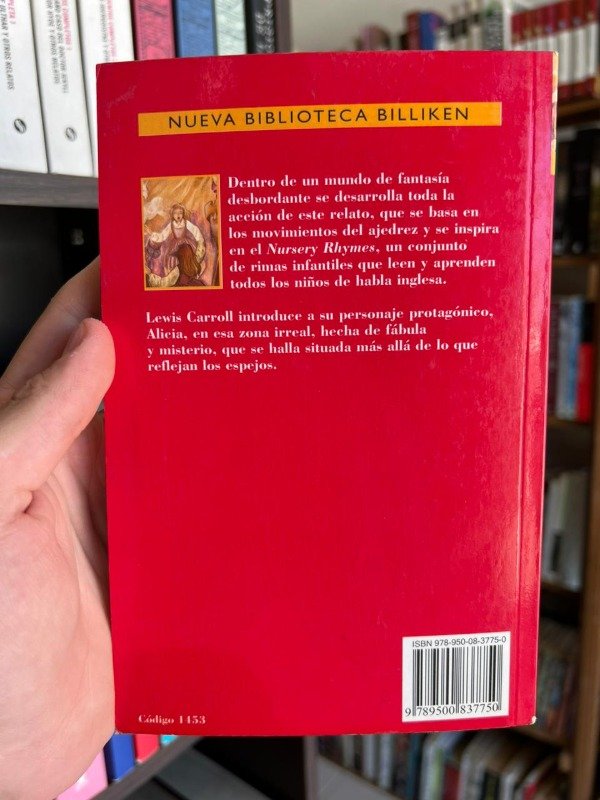 NUEVA BIBLIOTECA BILLIKEN
Dentro de un mundo de fantasía
desbordante se desarrolla toda la
acción de este relato, que se basa en
los movimientos del ajedrez y se inspira
en el Nursery Rhymes, un conjunto
de rimas infantiles que leen y aprenden
todos los niños de habla inglesa.
Lewis Carroll introduce a su personaje protagónico,
Alicia, en esa zona irreal, hecha de fábula
y misterio, que se halla situada más allá de lo que
reflejan los espejos.
ISBN 978-950-08-3775-0
9 789500 837750
Código 1453